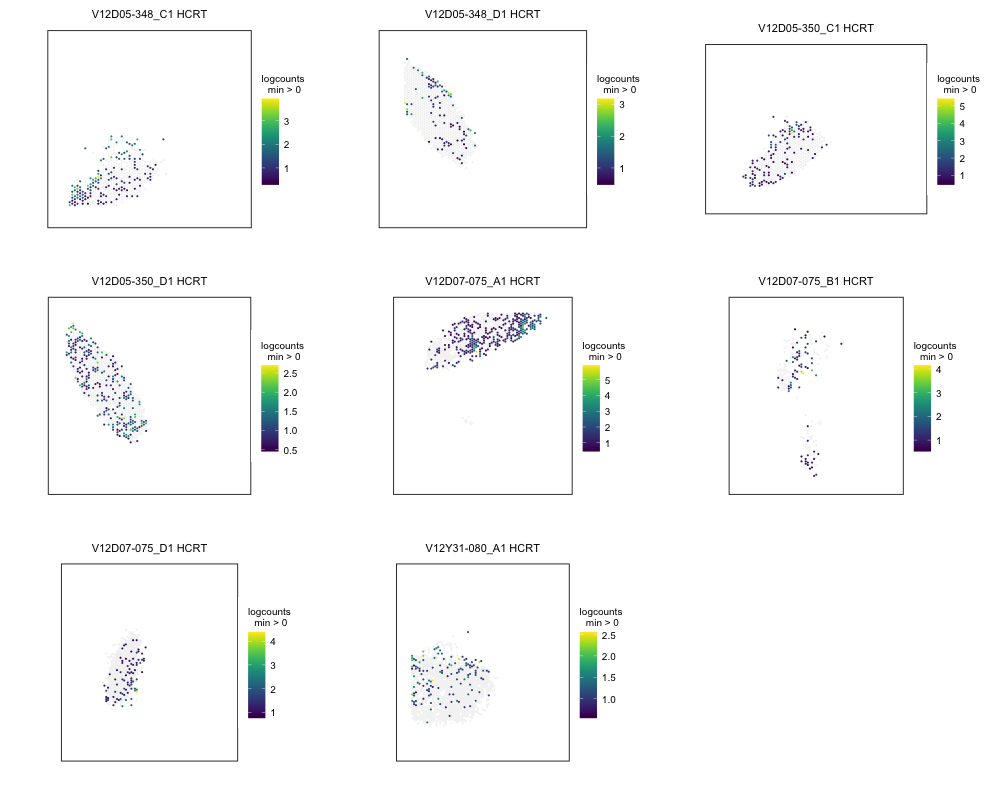 V12D05-348_C1 HCRT
logcounts
min > 0
3
2
1
V12D05-348_D1 HCRT
logcounts
min > 0
3
2
1
V12D05-350_C1 HCRT
logcounts
min > 0
5
4
3
2
1
V12D05-350_D1 HCRT
logcounts
min > 0
2.5
2.0
1.5
1.0
0.5
V12D07-075_A1 HCRT
logcounts
min > 0
5
4
3
2
1
V12D07-075_B1 HCRT
logcounts
min > 0
4
3
2
1
V12D07-075_D1 HCRT
logcounts
min > 0
4
3
2
1
V12Y31-080_A1 HCRT
logcounts
min > 0
2.5
2.0
1.5
1.0